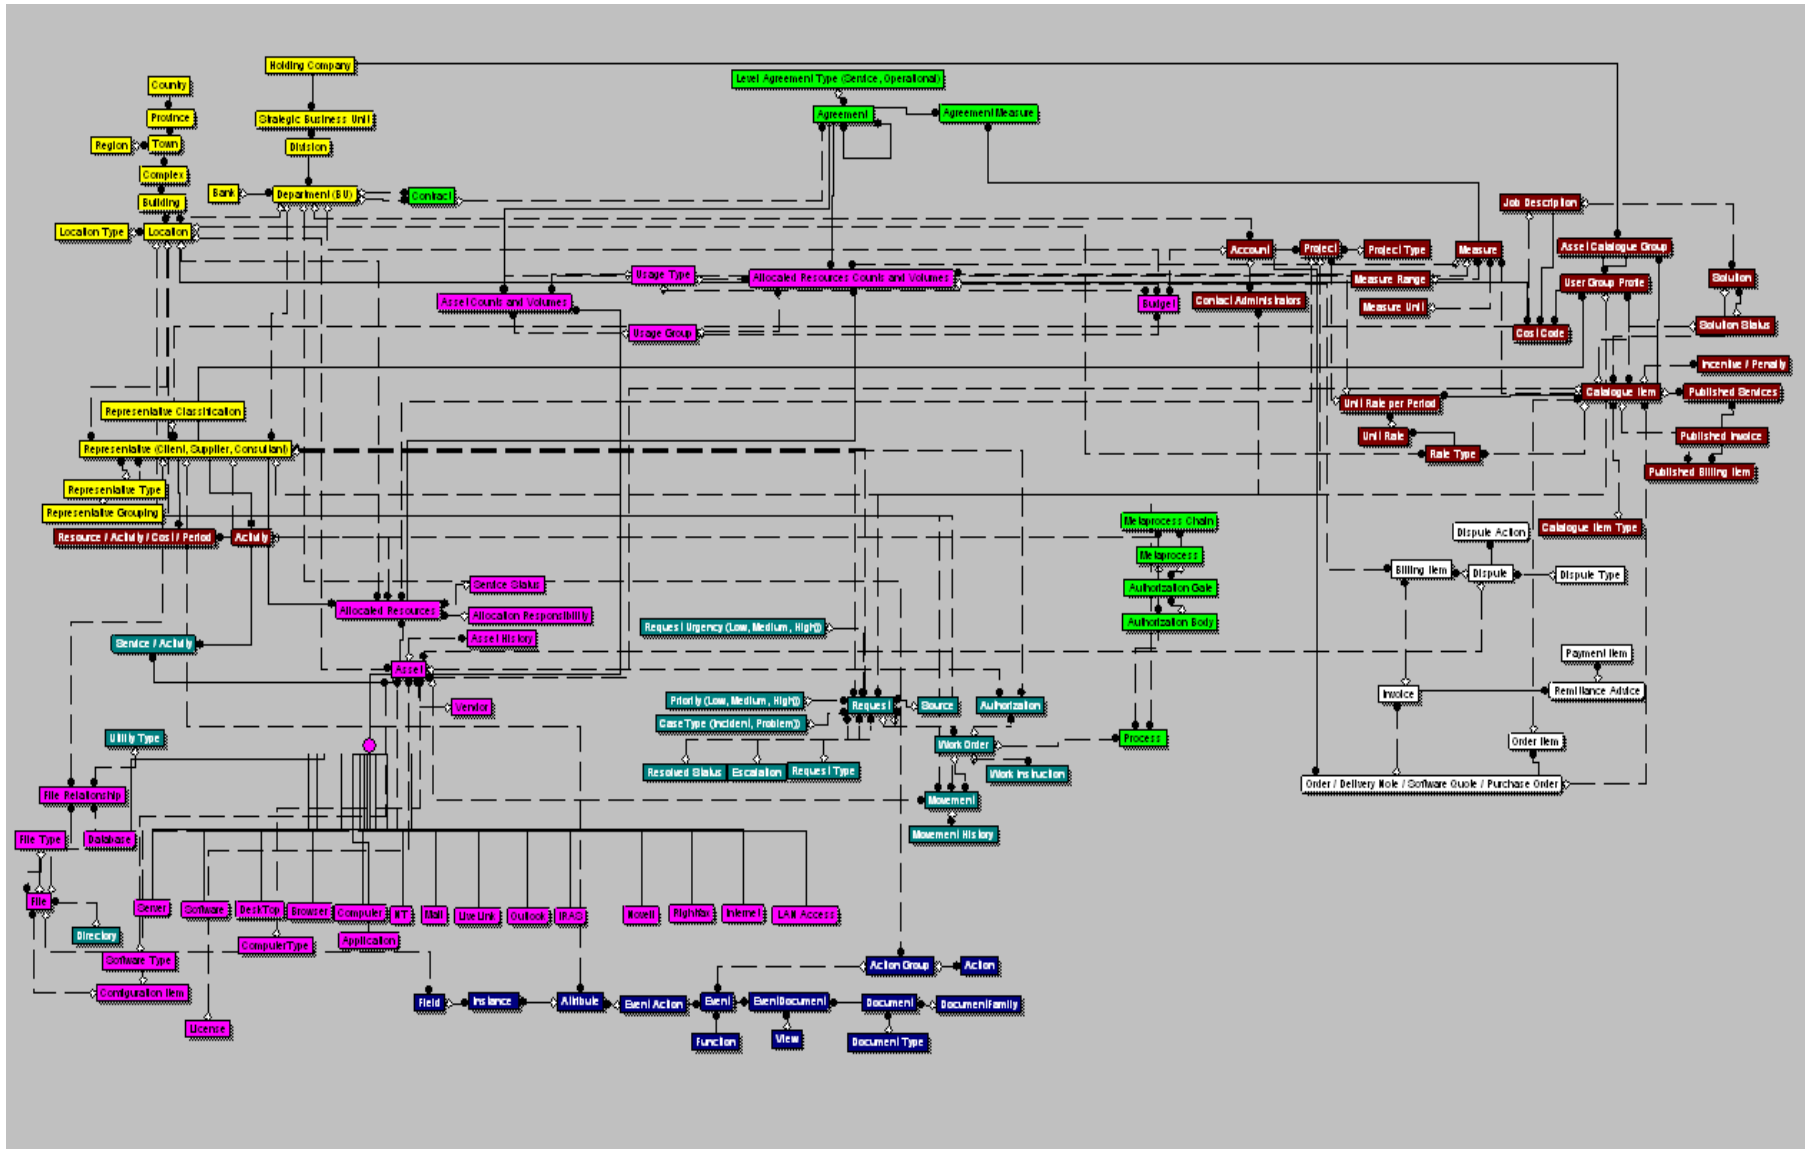 Holding Company
Country
Level Agreement Type (Service, Operational)
Province
Strategic Business Unit
Agreement
Agreement Measure
Region
Town
Division
Complex
Bank
Department (BU)
Contract
Building
Job Description
Location Type
Location
Account
Project
Project Type
Measure
Asset Catalogue Group
Usage Type
Allocated Resources Counts and Volumes
Measure Range
User Group Profile
Solution
Asset Counts and Volumes
Budget
Contact Administrators
Measure Unit
Usage Group
Cost Code
Solution Status
Incentive / Penalty
Catalogue Item
Published Services
Representative Classification
Unit Rate per Period
Unit Rate
Published Invoice
Representative (Client, Supplier, Consultant)
Rate Type
Published Billing Item
Representative Type
Representative Grouping
Metaprocess Chain
Catalogue Item Type
Resource / Activity / Cost / Period
Activity
Dispute Action
Metaprocess
Billing Item
Dispute
Dispute Type
Service Status
Authorization Gate
Allocated Resources
Allocation Responsibility
Authorization Body
Request Urgency (Low, Medium, High)
Service / Activity
Asset History
Payment Item
Asset
Invoice
Remittance Advice
Priority (Low, Medium, High)
Request
Source
Authorization
Vendor
Case Type (Incident, Problem)
Utility Type
Process
Work Order
Order Item
Resolved Status
Escalation
Request Type
Work Instruction
Order / Delivery Note / Software Quote / Purchase Order
File Relationship
Movement
File Type
Database
Movement History
File
Server
Software
DeskTop
Browser
Computer
NT
Mail
LiveLink
Outlook
IRAS
Novell
Rightfax
Internet
LAN Access
Directory
ComputerType
Application
Software Type
Action Group
Action
Configuration Item
Field
Instance
Attribute
Event Action
Event
EventDocument
Document
DocumentFamily
License
Function
View
Document Type